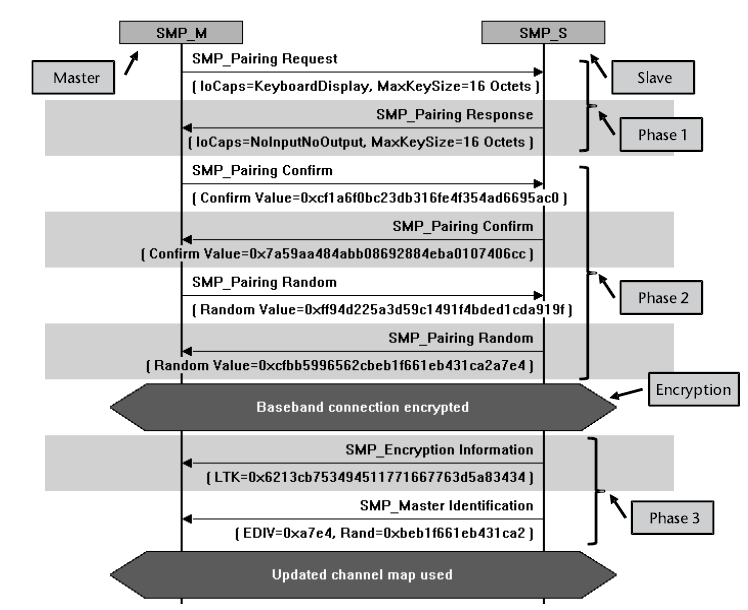 SMP_M
SMP_S
Master
Slave
SMP_Pairing Request
( IoCaps=KeyboardDisplay, MaxKeySize=16 Octets )
SMP_Pairing Response
( IoCaps=NoInputNoOutput, MaxKeySize=16 Octets )
Phase 1
SMP_Pairing Confirm
( Confirm Value=0xcf1a6f0bc23db316fe4f354ad6695ac0 )
SMP_Pairing Confirm
( Confirm Value=0x7a59aa484abb08692884eba0107406cc )
SMP_Pairing Random
( Random Value=0xff94d225a3d59c1491f4bded1cda919f )
Phase 2
SMP_Pairing Random
( Random Value=0xcfbb5996562cbeb1f661eb431ca2a7e4 )
Encryption
Baseband connection encrypted
SMP_Encryption Information
( LTK=0x6213cb753494511771667763d5a83434 )
SMP_Master Identification
( EDIV=0xa7e4, Rand=0xbeb1f661eb431ca2 )
Phase 3
Updated channel map used